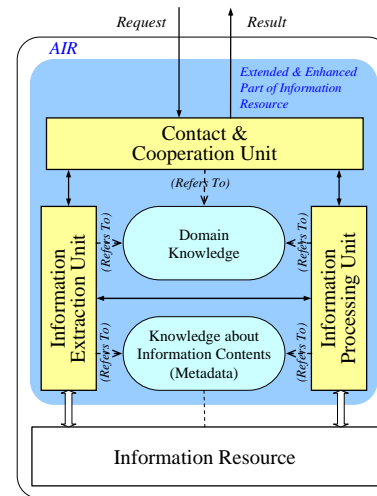 Request
Result
AIR
Extended & Enhanced
Part of Information
Resource
Contact &
Cooperation Unit
(Refers To)
Information
Extraction Unit
(Refers To)
Domain
Knowledge
(Refers To)
Information
Processing Unit
(Refers To)
Knowledge about
Information Contents
(Metadata)
(Refers To)
Information Resource